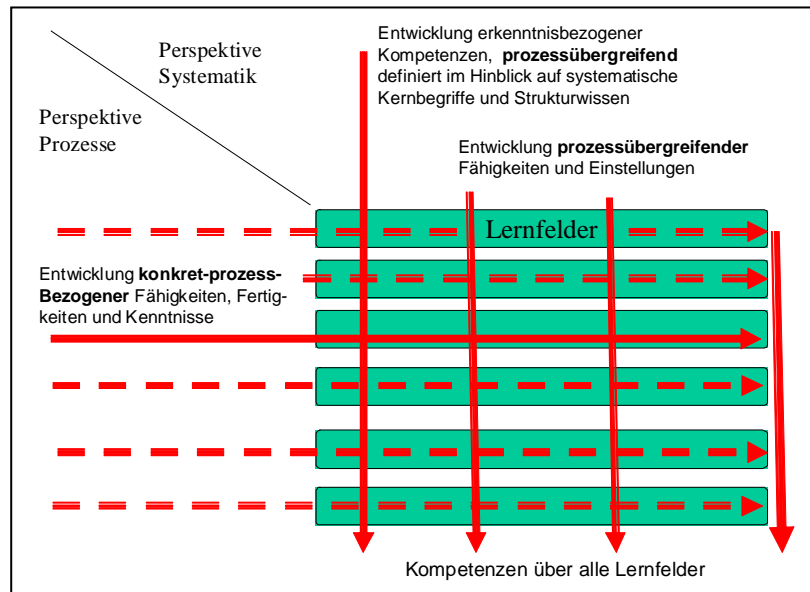 Perspektive
Systematik
Perspektive
Prozesse
Entwicklung erkenntnisbezogener
Kompetenzen, prozessübergreifend
definiert im Hinblick auf systematische
Kernbegriffe und Strukturwissen
Entwicklung prozessübergreifender
Fähigkeiten und Einstellungen
Lernfelder
Entwicklung konkret-prozess-
Bezogener Fähigkeiten, Fertig-
keiten und Kenntnisse
Kompetenzen über alle Lernfelder